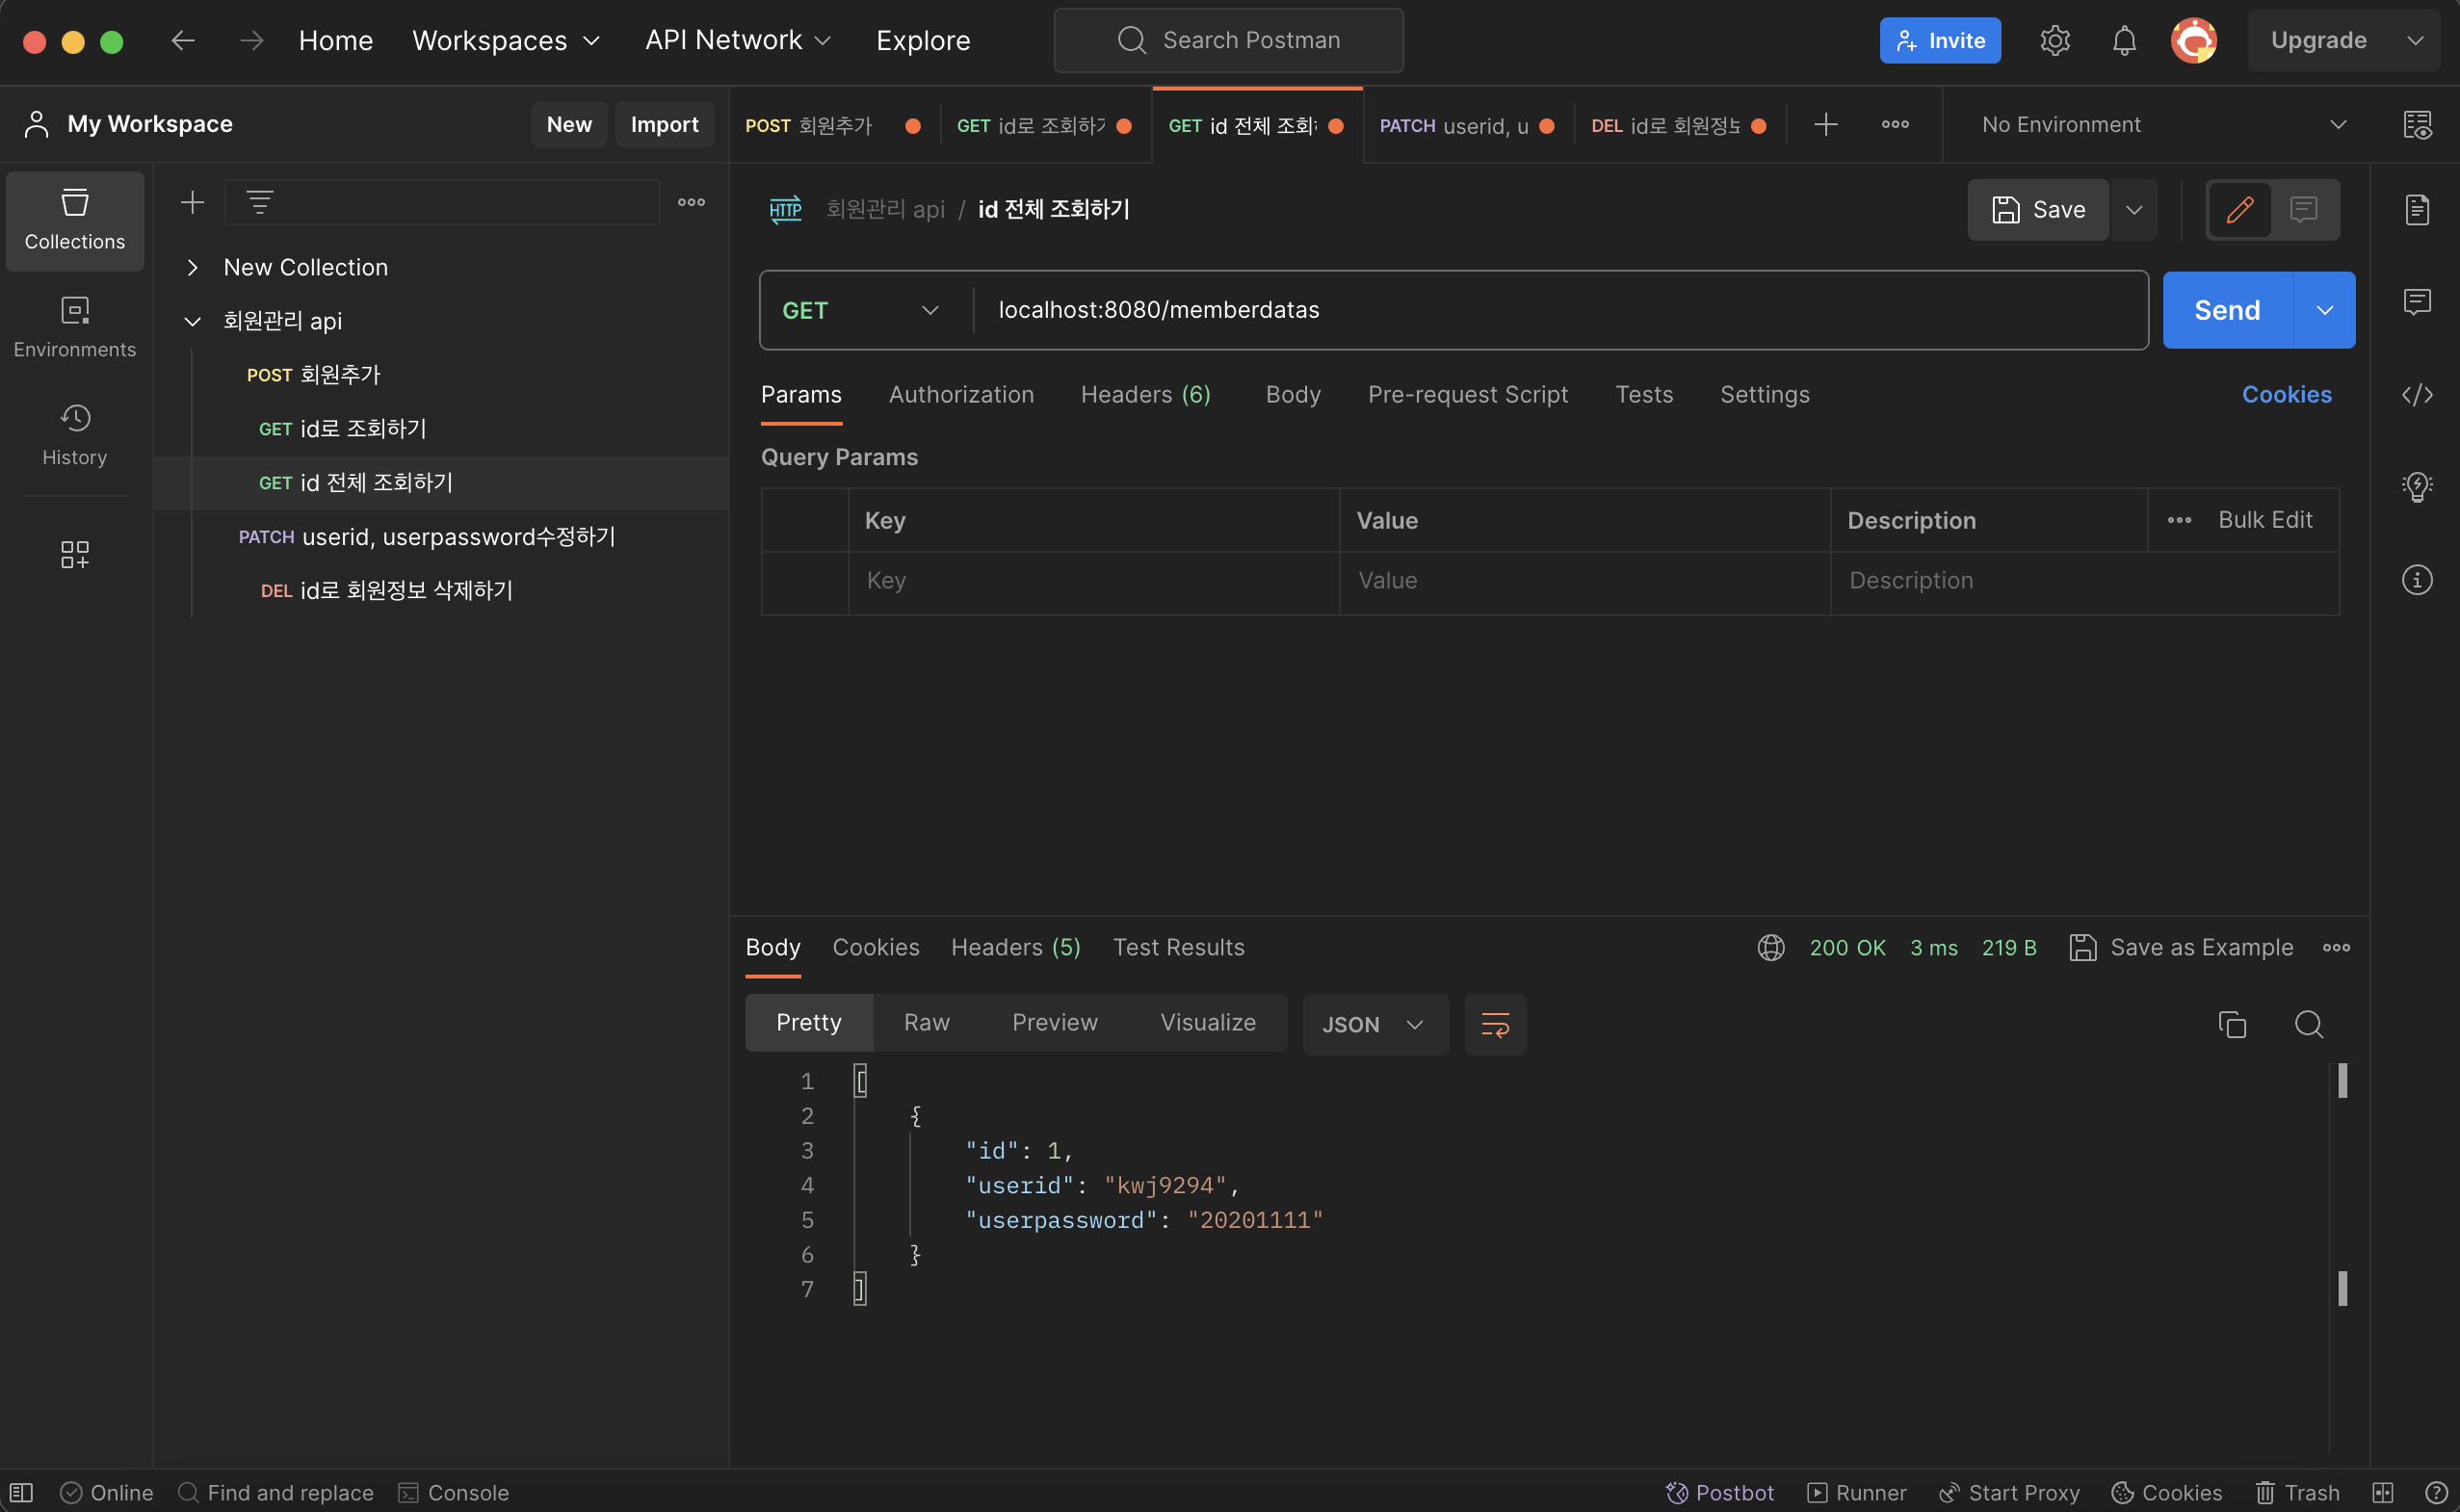 Home Workspaces API Network Explore Search Postman Invite Upgrade
My Workspace New Import
POST 회원추가 GET id로 조회하 GET id 전체 조회 PATCH userid, u DEL id로 회원정보 No Environment
Collections
Environments
History
New Collection
회원관리 api
POST 회원추가
GET id로 조회하기
GET id 전체 조회하기
PATCH userid, userpassword수정하기
DEL id로 회원정보 삭제하기
HTTP 회원관리 api / id 전체 조회하기 Save
GET localhost:8080/memberdatas Send
Params Authorization Headers (6) Body Pre-request Script Tests Settings Cookies
Query Params
Key Value Description Bulk Edit
Key Value Description
Body Cookies Headers (5) Test Results 200 OK 3 ms 219 B Save as Example
Pretty Raw Preview Visualize JSON
1 [
2 {
3 "id": 1,
4 "userid": "kwj9294",
5 "userpassword": "20201111"
6 }
7 ]
Online Find and replace Console Postbot Runner Start Proxy Cookies Trash